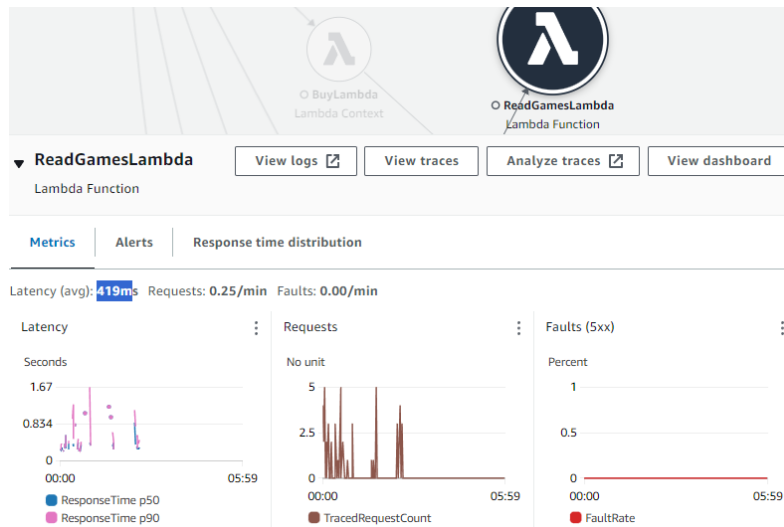 BuyLambda
Lambda Context
ReadGamesLambda
Lambda Function
ReadGamesLambda
View logs
View traces
Analyze traces
View dashboard
Lambda Function
Metrics
Alerts
Response time distribution
Latency (avg): 419ms Requests: 0.25/min Faults: 0.00/min
Latency
Seconds
1.67
0.834
0
00:00
05:59
ResponseTime p50
ResponseTime p90
Requests
No unit
5
2.5
0
00:00
05:59
TracedRequestCount
Faults (5xx)
Percent
1
0.5
0
00:00
05:59
FaultRate